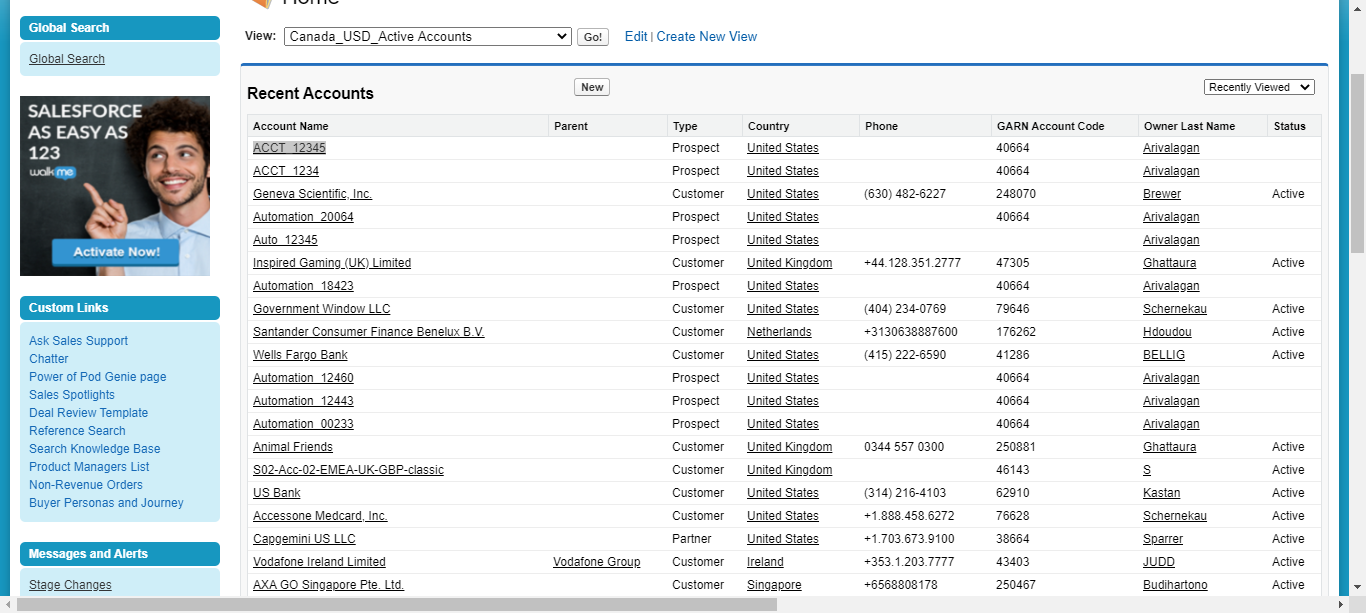 Home
Global Search
Global Search
SALESFORCE
AS EASY AS
123
walkme
Activate Now!
Custom Links
Ask Sales Support
Chatter
Power of Pod Genie page
Sales Spotlights
Deal Review Template
Reference Search
Search Knowledge Base
Product Managers List
Non-Revenue Orders
Buyer Personas and Journey
Messages and Alerts
Stage Changes
View: Canada_USD_Active Accounts Go! Edit | Create New View
Recent Accounts New Recently Viewed
Account Name Parent Type Country Phone GARN Account Code Owner Last Name Status
ACCT_12345 Prospect United States 40664 Arivalagan
ACCT_1234 Prospect United States 40664 Arivalagan
Geneva Scientific, Inc. Customer United States (630) 482-6227 248070 Brewer Active
Automation_20064 Prospect United States 40664 Arivalagan
Auto_12345 Prospect United States Arivalagan
Inspired Gaming (UK) Limited Customer United Kingdom +44.128.351.2777 47305 Ghattaura Active
Automation_18423 Prospect United States 40664 Arivalagan
Government Window LLC Customer United States (404) 234-0769 79646 Schernekau Active
Santander Consumer Finance Benelux B.V. Customer Netherlands +3130638887600 176262 Hdoudou Active
Wells Fargo Bank Customer United States (415) 222-6590 41286 BELLIG Active
Automation_12460 Prospect United States 40664 Arivalagan
Automation_12443 Prospect United States 40664 Arivalagan
Automation_00233 Prospect United States 40664 Arivalagan
Animal Friends Customer United Kingdom 0344 557 0300 250881 Ghattaura Active
S02-Acc-02-EMEA-UK-GBP-classic Customer United Kingdom 46143 S Active
US Bank Customer United States (314) 216-4103 62910 Kastan Active
Accessone Medcard, Inc. Customer United States +1.888.458.6272 76628 Schernekau Active
Capgemini US LLC Partner United States +1.703.673.9100 38664 Sparrer Active
Vodafone Ireland Limited Vodafone Group Customer Ireland +353.1.203.7777 43403 JUDD Active
AXA GO Singapore Pte. Ltd. Customer Singapore +6568808178 250467 Budihartono Active